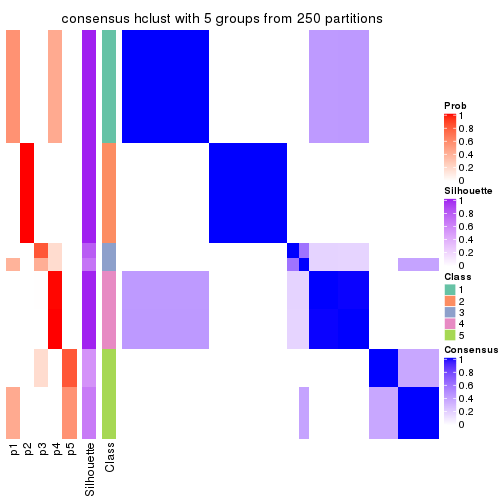 consensus hclust with 5 groups from 250 partitions
Prob
1
0.8
0.6
0.4
0.2
0
Silhouette
1
0.8
0.6
0.4
0.2
0
Class
1
2
3
4
5
Consensus
1
0.8
0.6
0.4
0.2
0
p1
p2
p3
p4
p5
Silhouette
Class